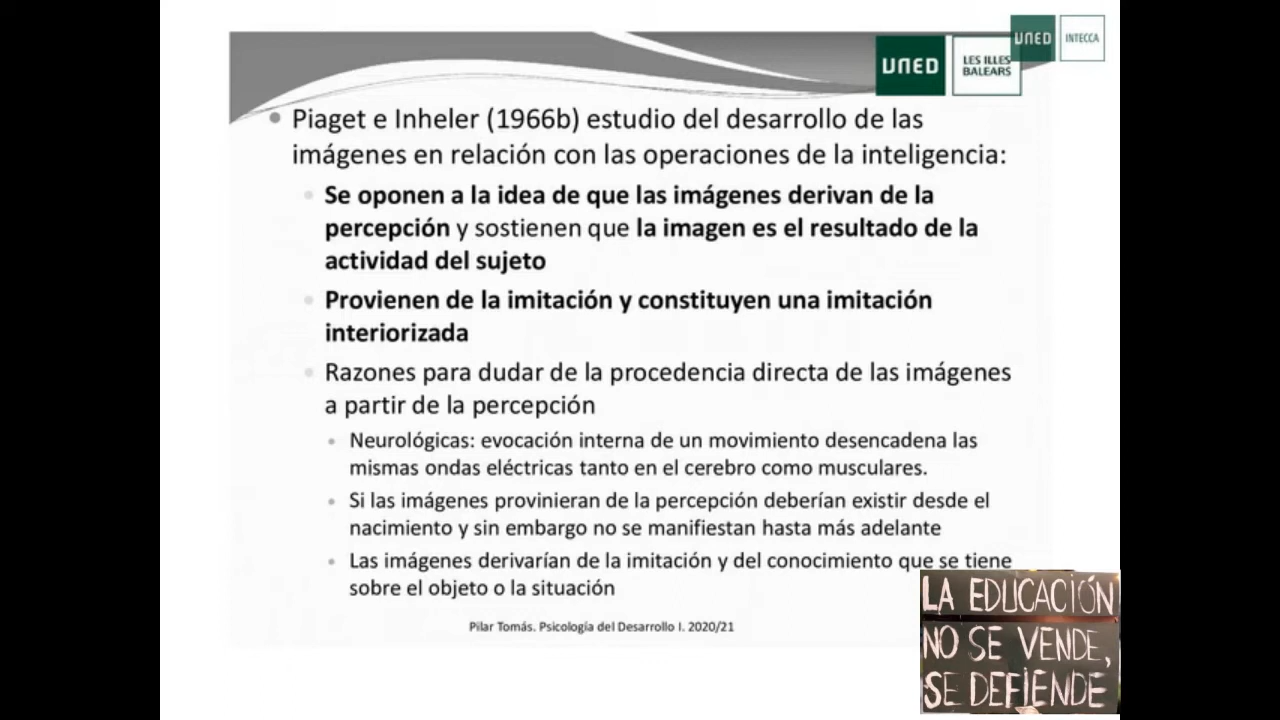 UNED
INTECCA
UNED
LES ILLES
BALEARS
Piaget e Inheler (1966b) estudio del desarrollo de las
imágenes en relación con las operaciones de la inteligencia:
Se oponen a la idea de que las imágenes derivan de la
percepción y sostienen que la imagen es el resultado de la
actividad del sujeto
Provienen de la imitación y constituyen una imitación
interiorizada
Razones para dudar de la procedencia directa de las imágenes
a partir de la percepción
Neurológicas: evocación interna de un movimiento desencadena las
mismas ondas eléctricas tanto en el cerebro como musculares.
Si las imágenes provinieran de la percepción deberían existir desde el
nacimiento y sin embargo no se manifiestan hasta más adelante
Las imágenes derivarían de la imitación y del conocimiento que se tiene
sobre el objeto o la situación
Pilar Tomás. Psicología del Desarrollo I. 2020/21
LA EDUCACIÓN
NO SE VENDE,
SE DEFIENDE